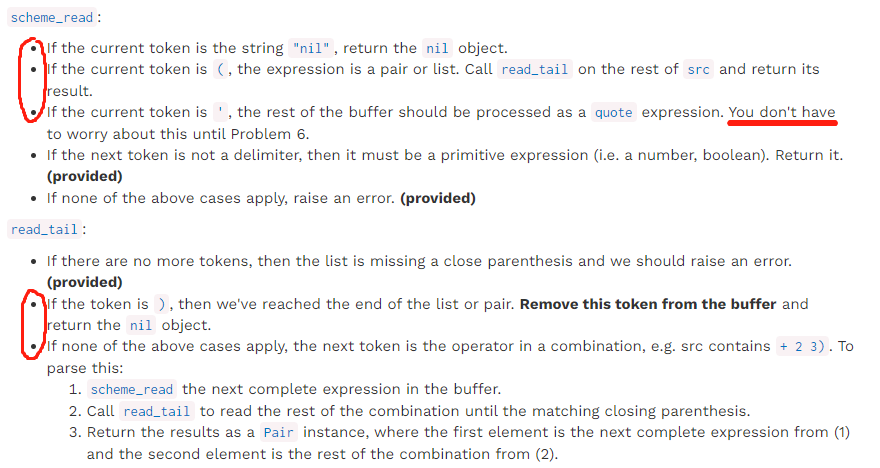 scheme_read:
If the current token is the string "nil", return the nil object.
If the current token is (, the expression is a pair or list. Call read_tail on the rest of src and return its
result.
If the current token is ', the rest of the buffer should be processed as a quote expression. You don't have
to worry about this until Problem 6.
If the next token is not a delimiter, then it must be a primitive expression (i.e. a number, boolean). Return it.
(provided)
If none of the above cases apply, raise an error. (provided)
read_tail:
If there are no more tokens, then the list is missing a close parenthesis and we should raise an error.
(provided)
If the token is ), then we've reached the end of the list or pair. Remove this token from the buffer and
return the nil object.
If none of the above cases apply, the next token is the operator in a combination, e.g. src contains + 2 3). To
parse this:
1. scheme_read the next complete expression in the buffer.
2. Call read_tail to read the rest of the combination until the matching closing parenthesis.
3. Return the results as a Pair instance, where the first element is the next complete expression from (1)
and the second element is the rest of the combination from (2).